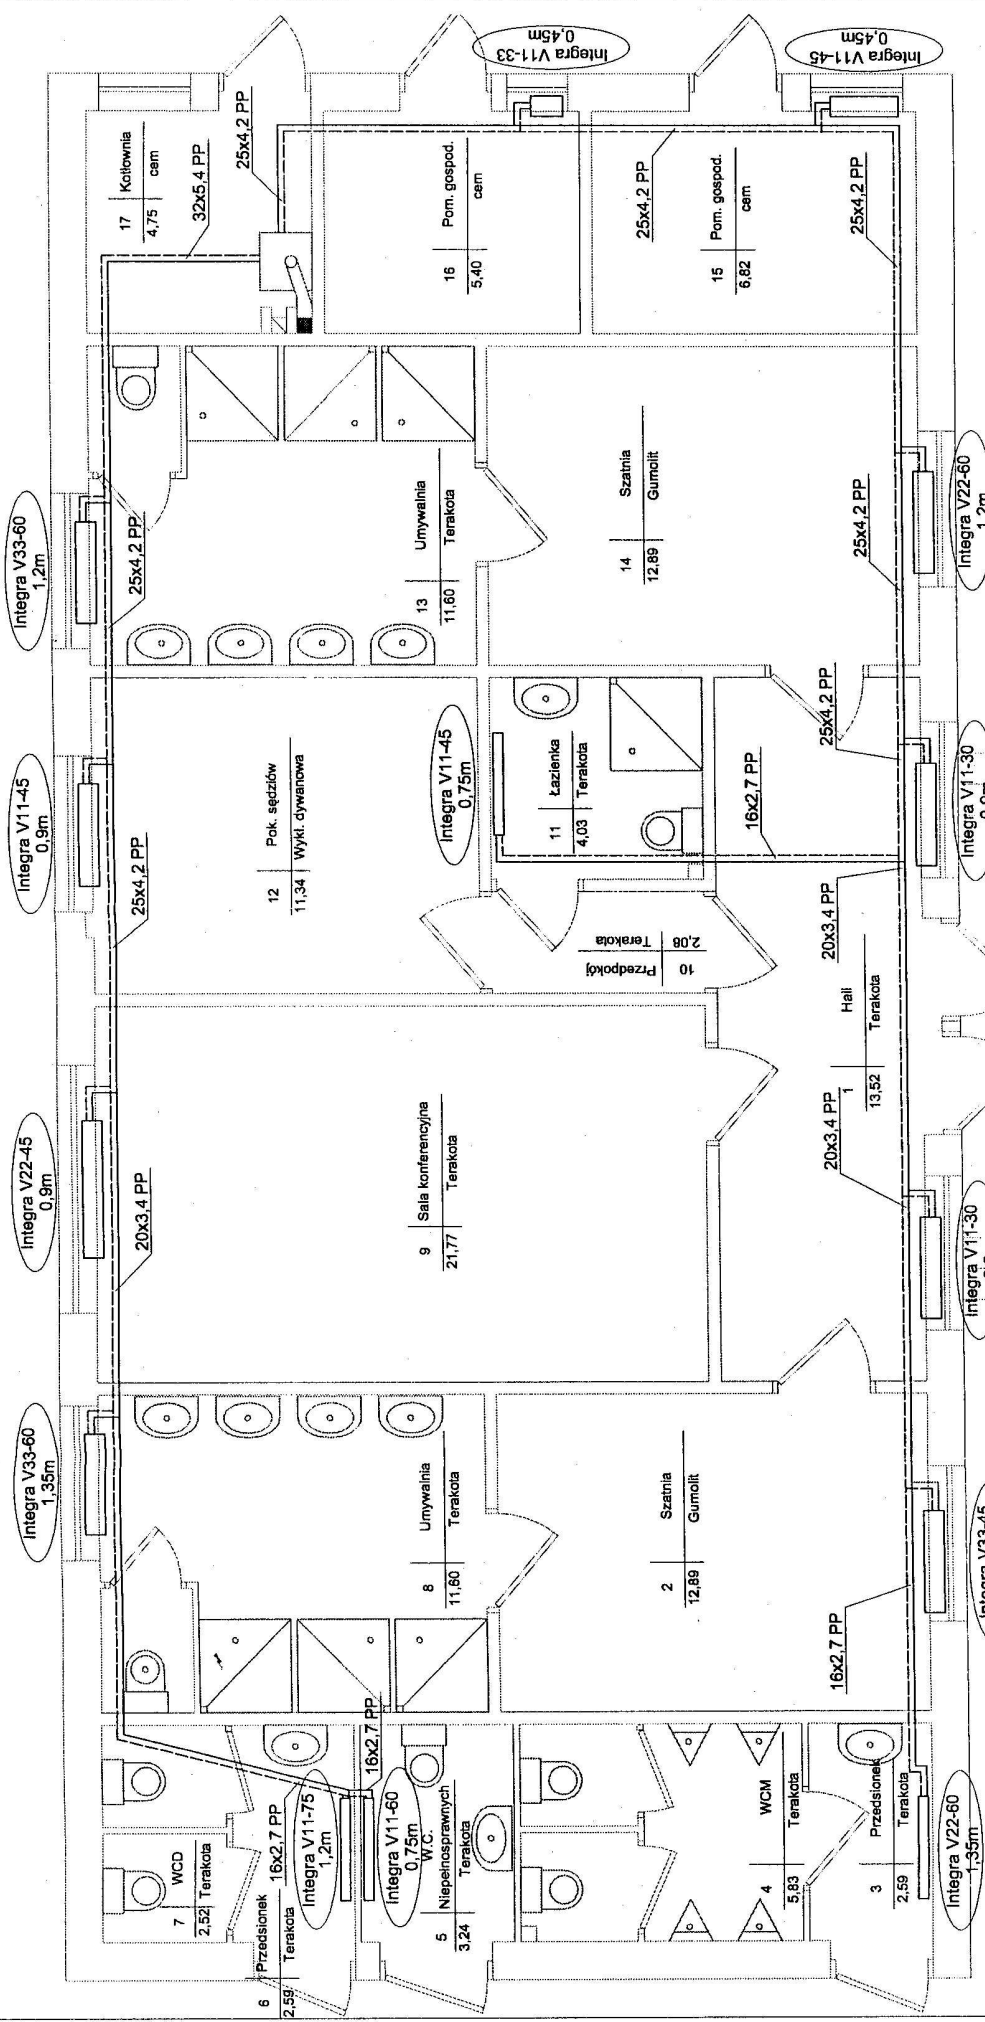 Integra V33-60
1,35m
Integra V22-45
0,9m
Integra V11-45
0,9m
Integra V33-60
1,2m
20x3,4 PP
25x4,2 PP
25x4,2 PP
32x5,4 PP
25x4,2 PP
17 Kotłownia
4,75 cem
Integra V11-33
0,45m
Integra V11-45
0,45m
7 WCD
2,52 Terakota
6 Przedsionek
2,59 Terakota
16x2,7 PP
Integra V11-75
1,2m
16x2,7 PP
Integra V11-60
0,75m
W.C.
5 Niepełnosprawnych
3,24 Terakota
8 Umywalnia
11,60 Terakota
9 Sala konferencyjna
21,77 Terakota
12 Pok. sędziów
11,34 Wykł. dywanowa
Integra V11-45
0,75m
13 Umywalnia
11,60 Terakota
16 Pom. gospod.
5,40 cem
11 Łazienka
4,03 Terakota
10 Przedpokój
2,08 Terakota
14 Szatnia
12,89 Gumolit
25x4,2 PP
15 Pom. gospod.
6,82 cem
4 WCM
5,83 Terakota
2 Szatnia
12,89 Gumolit
16x2,7 PP
3 Przedsionek
2,59 Terakota
16x2,7 PP
20x3,4 PP
1 Hall
13,52 Terakota
20x3,4 PP
25x4,2 PP
25x4,2 PP
25x4,2 PP
Integra V22-60
1,35m
Integra V33-45
Integra V11-30
Integra V11-30
Integra V22-60
1,2m